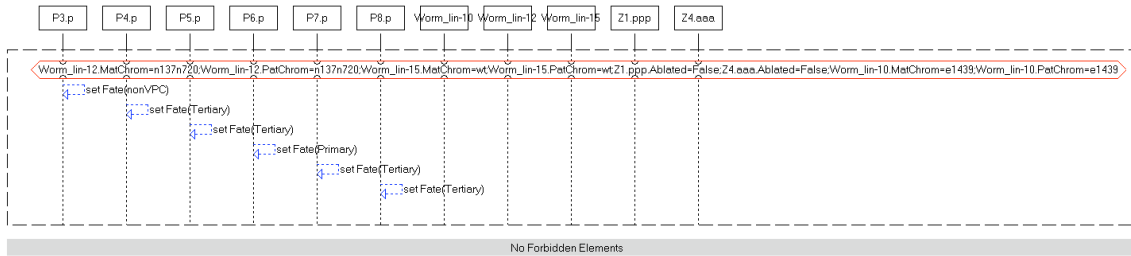 P3.p P4.p P5.p P6.p P7.p P8.p Worm_lin-10 Worm_lin-12 Worm_lin-15 Z1.ppp Z4.aaa
Worm_lin-12.MatChrom=n137n720;Worm_lin-12.PatChrom=n137n720;Worm_lin-15.MatChrom=wt;Worm_lin-15.PatChrom=wt;Z1.ppp.Ablated=False;Z4.aaa.Ablated=False;Worm_lin-10.MatChrom=e1439;Worm_lin-10.PatChrom=e1439
set Fate(nonVPC)
set Fate(Tertiary)
set Fate(Tertiary)
set Fate(Primary)
set Fate(Tertiary)
set Fate(Tertiary)
No Forbidden Elements